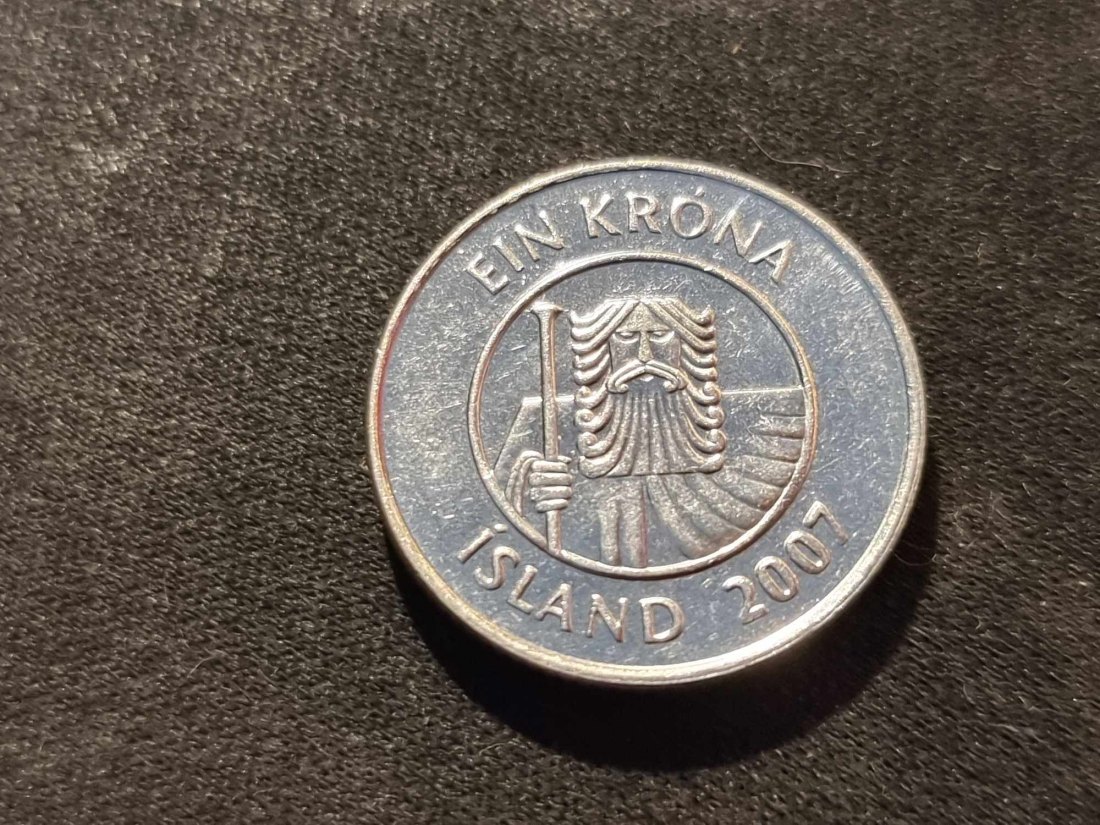 EIN KRÓNA
ÍSLAND 2007